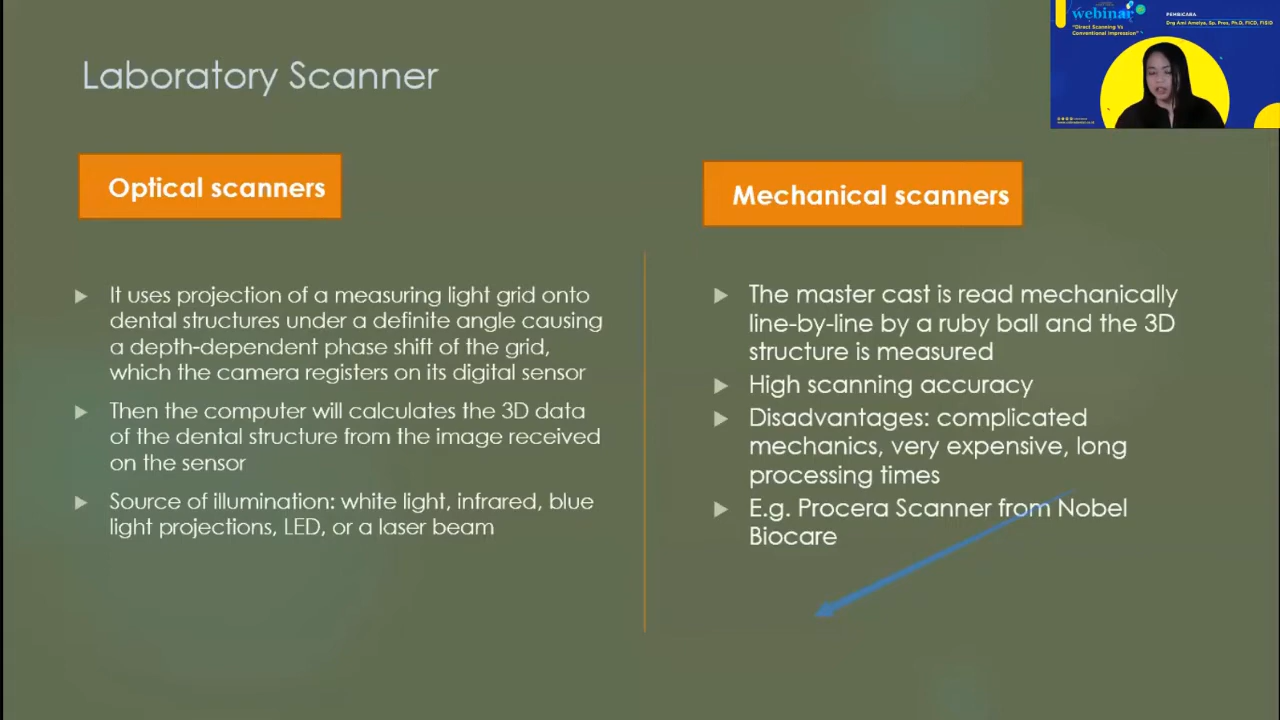 Laboratory Scanner
webinar
"Direct Scanning Vs
Conventional Impression"
PEMBICARA
Drg Ami Amelya, Sp. Pros, Ph.D, FICD, FISID
Optical scanners
It uses projection of a measuring light grid onto
dental structures under a definite angle causing
a depth-dependent phase shift of the grid,
which the camera registers on its digital sensor
Then the computer will calculates the 3D data
of the dental structure from the image received
on the sensor
Source of illumination: white light, infrared, blue
light projections, LED, or a laser beam
Mechanical scanners
The master cast is read mechanically
line-by-line by a ruby ball and the 3D
structure is measured
High scanning accuracy
Disadvantages: complicated
mechanics, very expensive, long
processing times
E.g. Procera Scanner from Nobel
Biocare